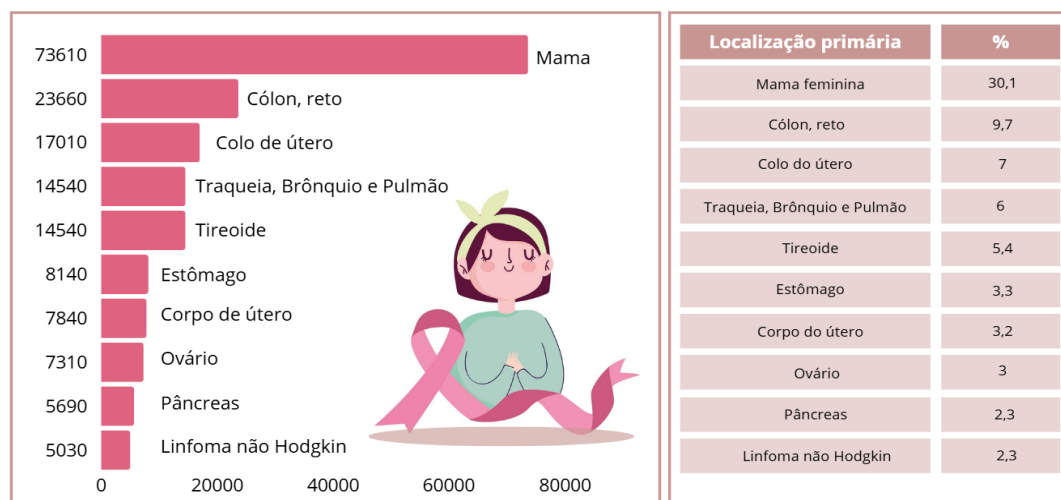 73610 Mama
23660 Cólon, reto
17010 Colo de útero
14540 Traqueia, Brônquio e Pulmão
14540 Tireoide
8140 Estômago
7840 Corpo de útero
7310 Ovário
5690 Pâncreas
5030 Linfoma não Hodgkin
0 20000 40000 60000 80000
Localização primária %
Mama feminina 30,1
Cólon, reto 9,7
Colo do útero 7
Traqueia, Brônquio e Pulmão 6
Tireoide 5,4
Estômago 3,3
Corpo do útero 3,2
Ovário 3
Pâncreas 2,3
Linfoma não Hodgkin 2,3